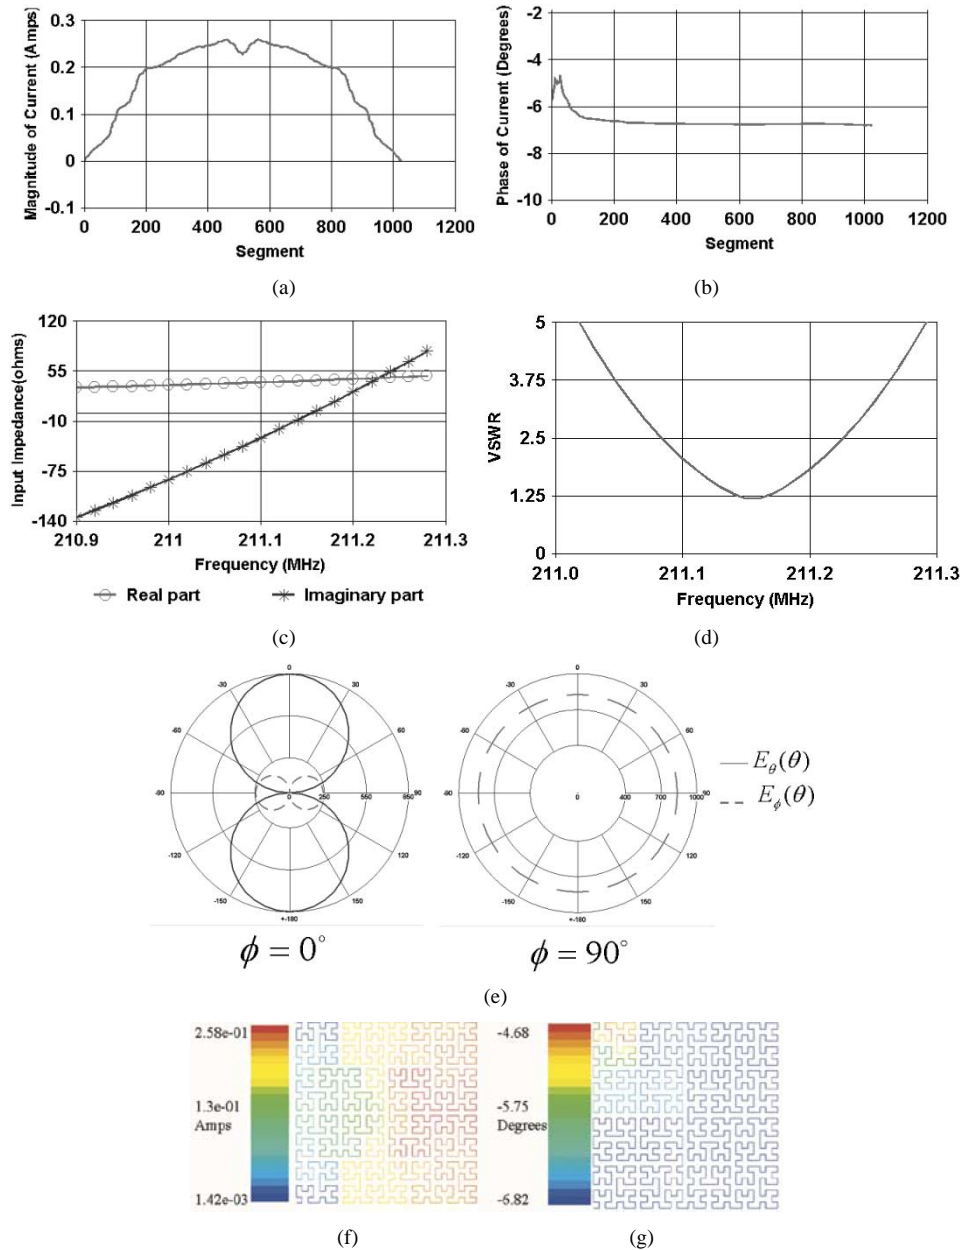 Magnitude of Current (Amps)
0.3
0.2
0.1
0
-0.1
0 200 400 600 800 1000 1200
Segment
(a)
Phase of Current (Degrees)
-2
-4
-6
-8
-10
0 200 400 600 800 1000 1200
Segment
(b)
Input Impedance(ohms)
120
55
-10
-75
-140
210.9 211 211.1 211.2 211.3
Frequency (MHz)
Real part Imaginary part
(c)
VSWR
5
3.75
2.5
1.25
0
211.0 211.1 211.2 211.3
Frequency (MHz)
(d)
0
-30 30
-60 60
-90 0 250 550 850
-120 120
-150 150
+-180
ϕ = 0°
0
-30 30
-60 60
-90 0 400 700 1000 90
-120 120
-150 150
+-180
ϕ = 90°
E_θ(θ)
E_ϕ(θ)
(e)
2.58e-01
1.3e-01
Amps
1.42e-03
(f)
-4.68
-5.75
Degrees
-6.82
(g)